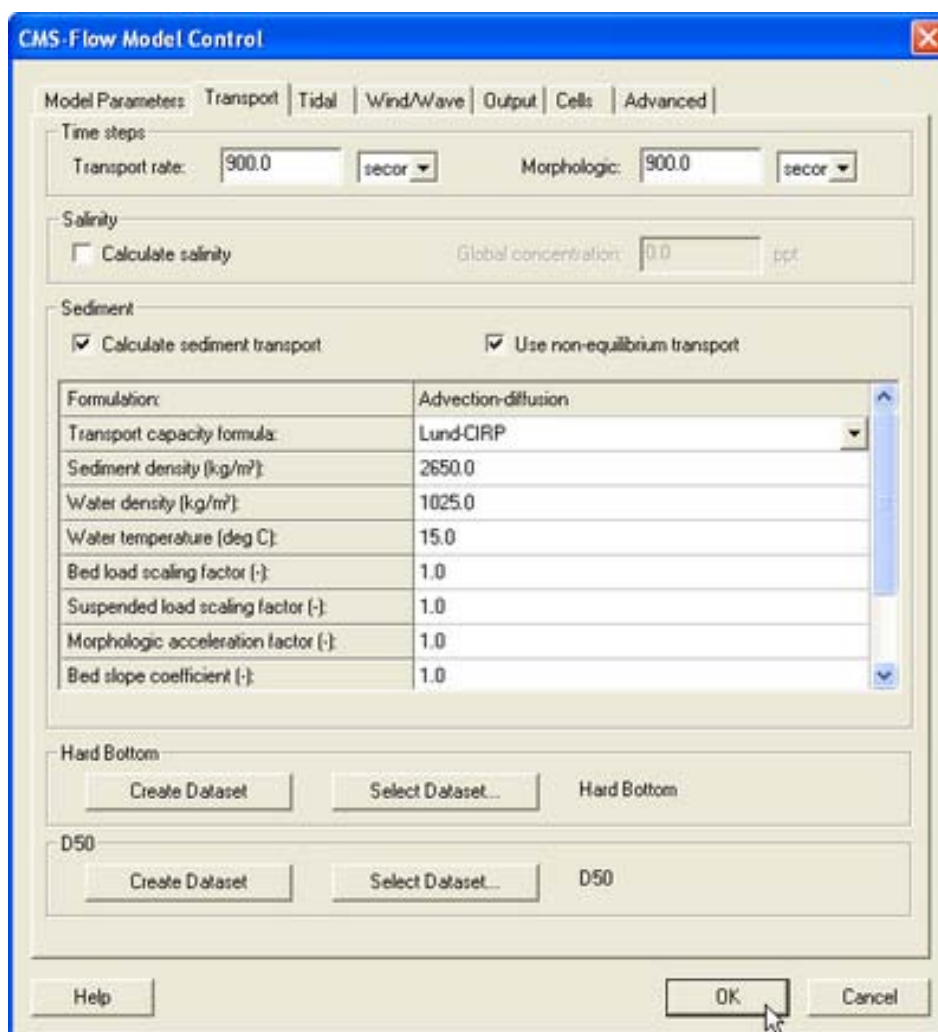 CMS-Flow Model Control
Model Parameters Transport Tidal Wind/Wave Output Cells Advanced
Time steps
Transport rate: 900.0 secor Morphologic: 900.0 secor
Salinity
Calculate salinity Global concentration: 0.0 ppt
Sediment
Calculate sediment transport Use non-equilibrium transport
Formulation: Advection-diffusion
Transport capacity formula: Lund-CIRP
Sediment density (kg/m³): 2650.0
Water density (kg/m³): 1025.0
Water temperature (deg C): 15.0
Bed load scaling factor (-): 1.0
Suspended load scaling factor (-): 1.0
Morphologic acceleration factor (-): 1.0
Bed slope coefficient (-): 1.0
Hard Bottom
Create Dataset Select Dataset... Hard Bottom
D50
Create Dataset Select Dataset... D50
Help OK Cancel